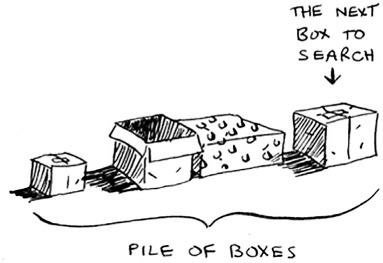 THE NEXT
BOX TO
SEARCH
PILE OF BOXES